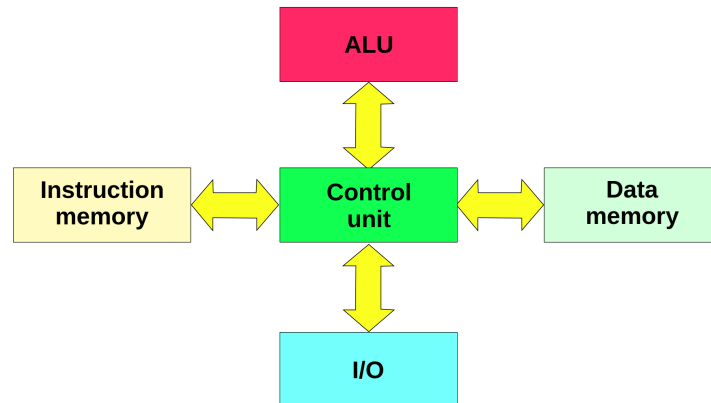 ALU
Instruction
memory
Control
unit
Data
memory
I/O